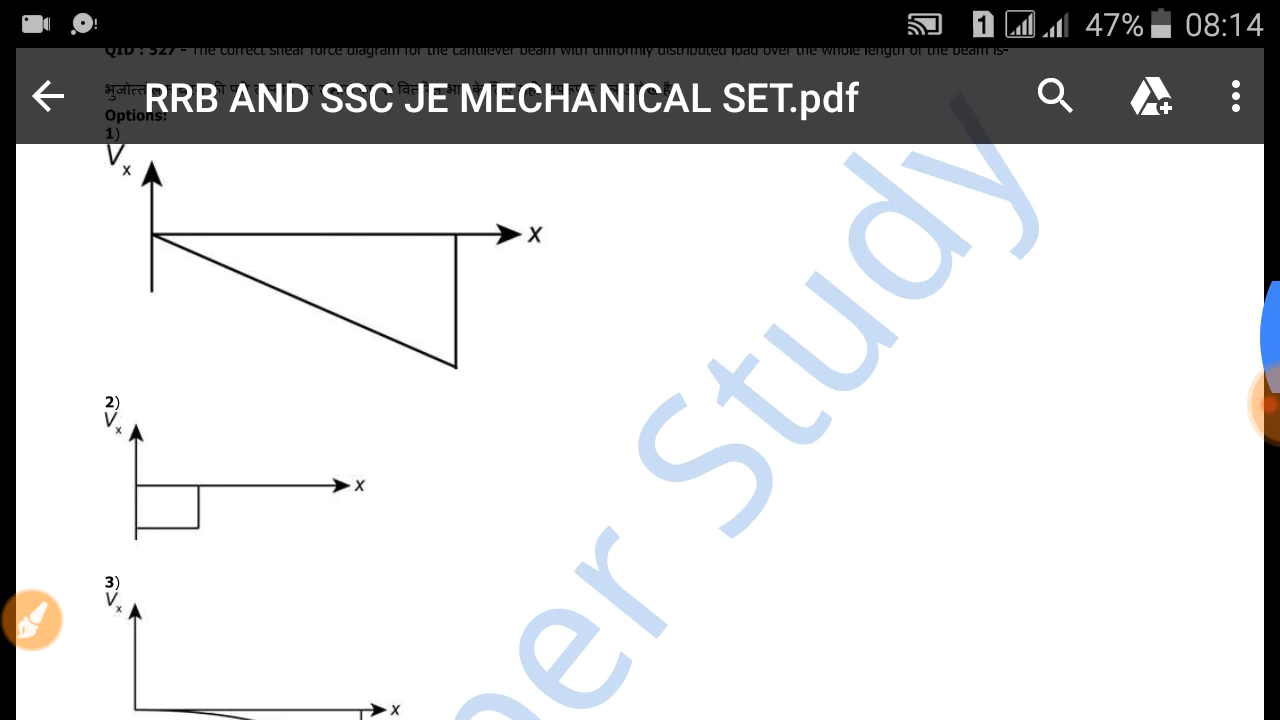 47% 08:14
QID : 527 - The correct shear force diagram for the cantilever beam with uniformly distributed load over the whole length of the beam is-
RRB AND SSC JE MECHANICAL SET.pdf
Options:
1)
Vx
x
2)
Vx
x
3)
Vx
x
er Study